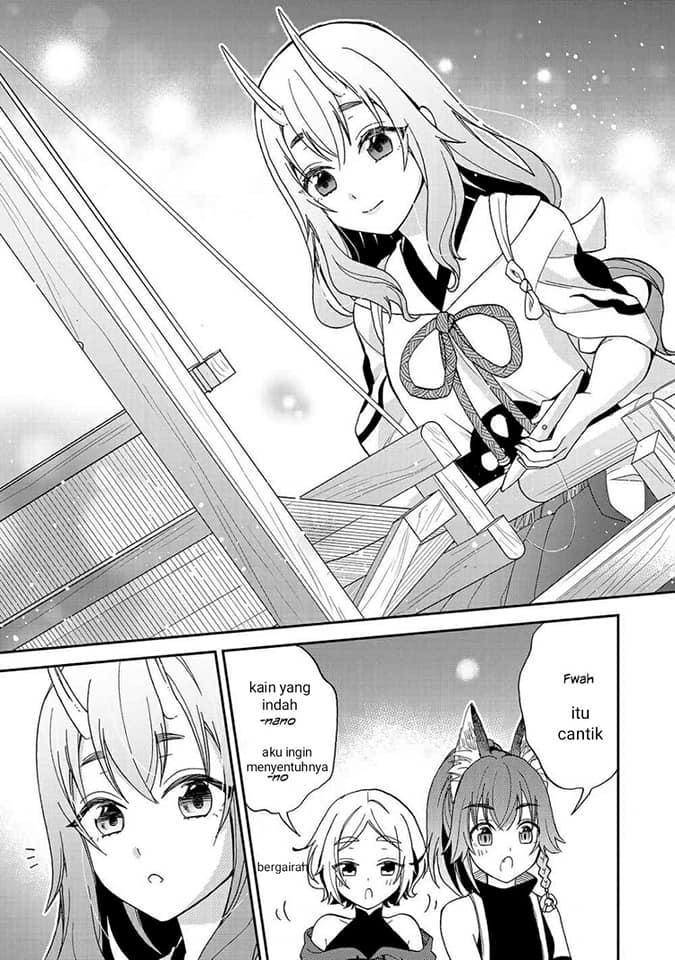 Fwah
itu
cantik
kain yang
indah
-nano
aku ingin
menyentuhnya
-no
bergairah